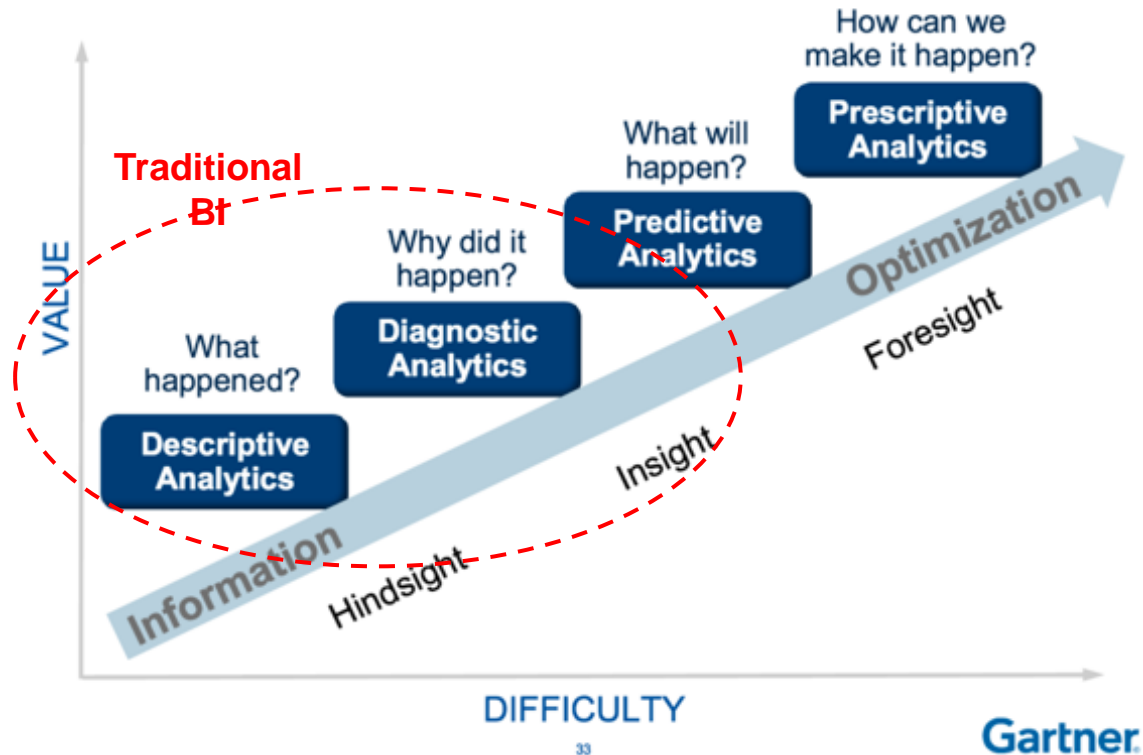 How can we
make it happen?
Prescriptive
Analytics
What will
happen?
Predictive
Analytics
Traditional
BI
Why did it
happen?
Diagnostic
Analytics
What
happened?
Descriptive
Analytics
VALUE
Information
Optimization
Hindsight
Insight
Foresight
DIFFICULTY
33
Gartner